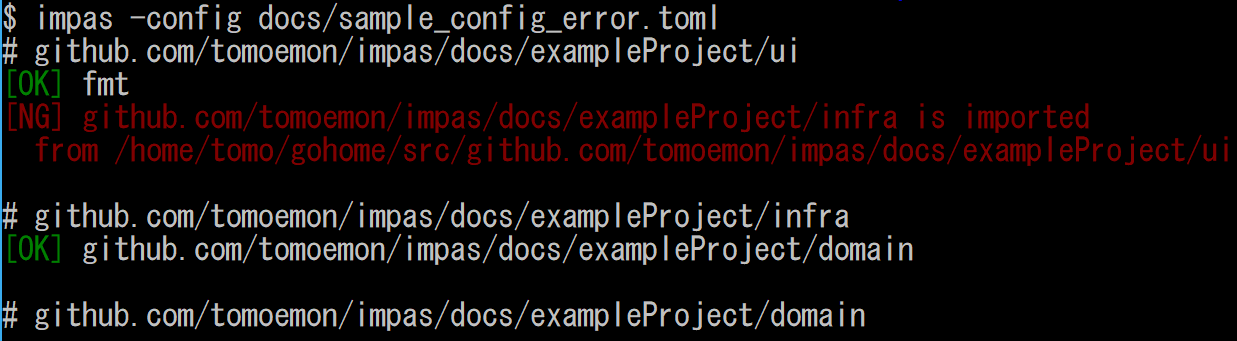 $ impas -config docs/sample_config_error.toml
# github.com/tomoemon/impas/docs/exampleProject/ui
[OK] fmt
[NG] github.com/tomoemon/impas/docs/exampleProject/infra is imported
from /home/tomo/gohome/src/github.com/tomoemon/impas/docs/exampleProject/ui
# github.com/tomoemon/impas/docs/exampleProject/infra
[OK] github.com/tomoemon/impas/docs/exampleProject/domain
# github.com/tomoemon/impas/docs/exampleProject/domain